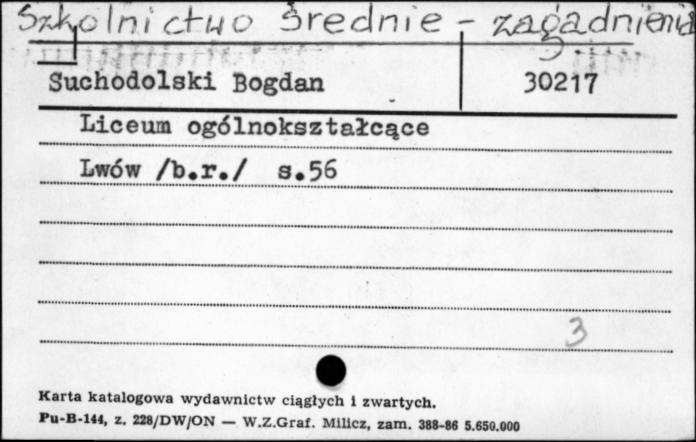 Szkolnictwo Średnie - zagadnienia
Suchodolski Bogdan 30217
Liceum ogólnokształcące
Lwów /b.r./ s.56
3
Karta katalogowa wydawnictw ciągłych i zwartych.
Pu-B-144, z. 228/DW/ON — W.Z.Graf. Milicz, zam. 388-86 5.650.000